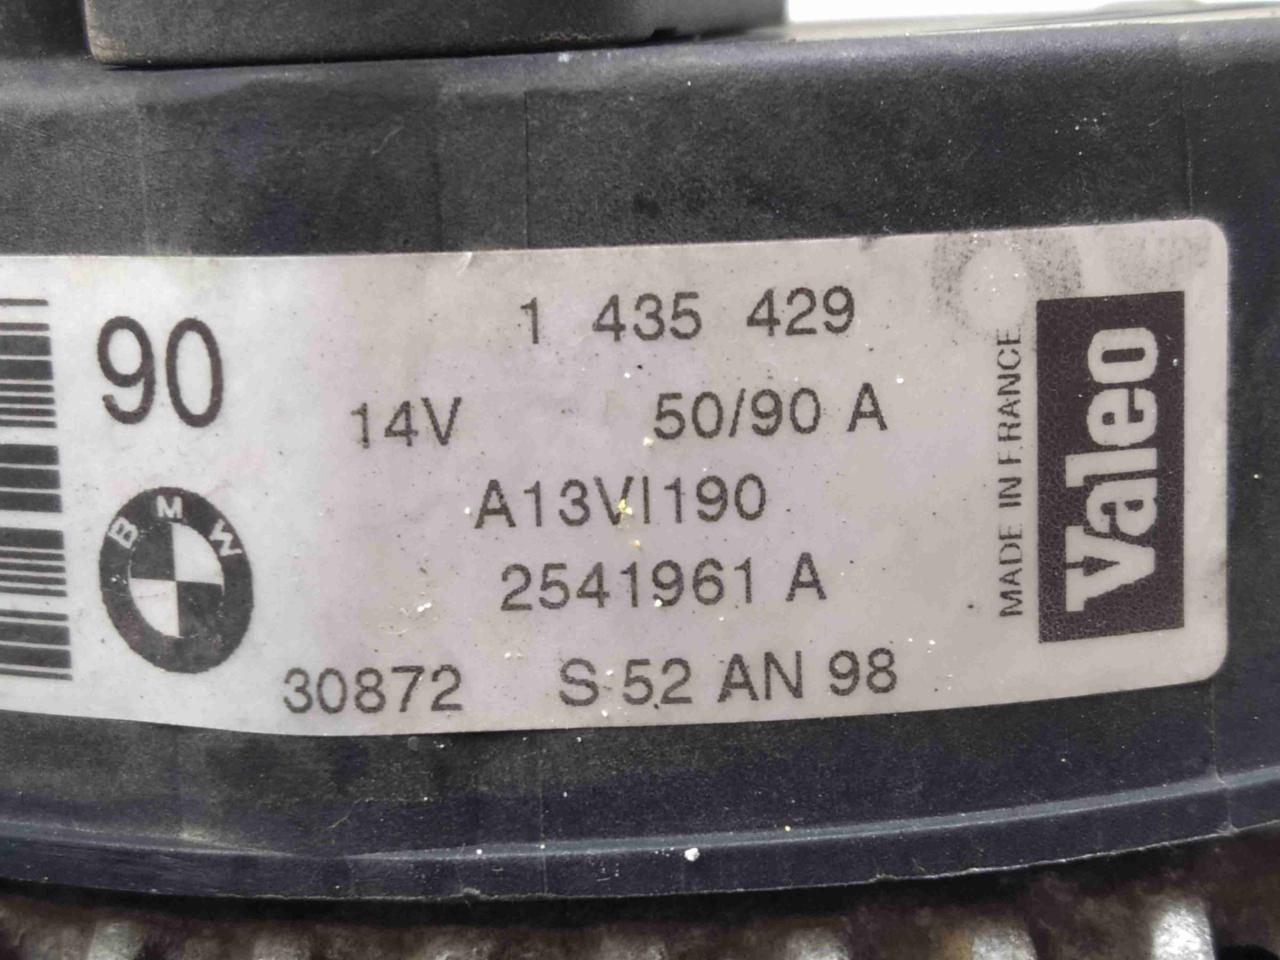 90
BMW
1 435 429
14V 50/90 A
A13VI190
2541961 A
30872 S 52 AN 98
MADE IN FRANCE
Valeo